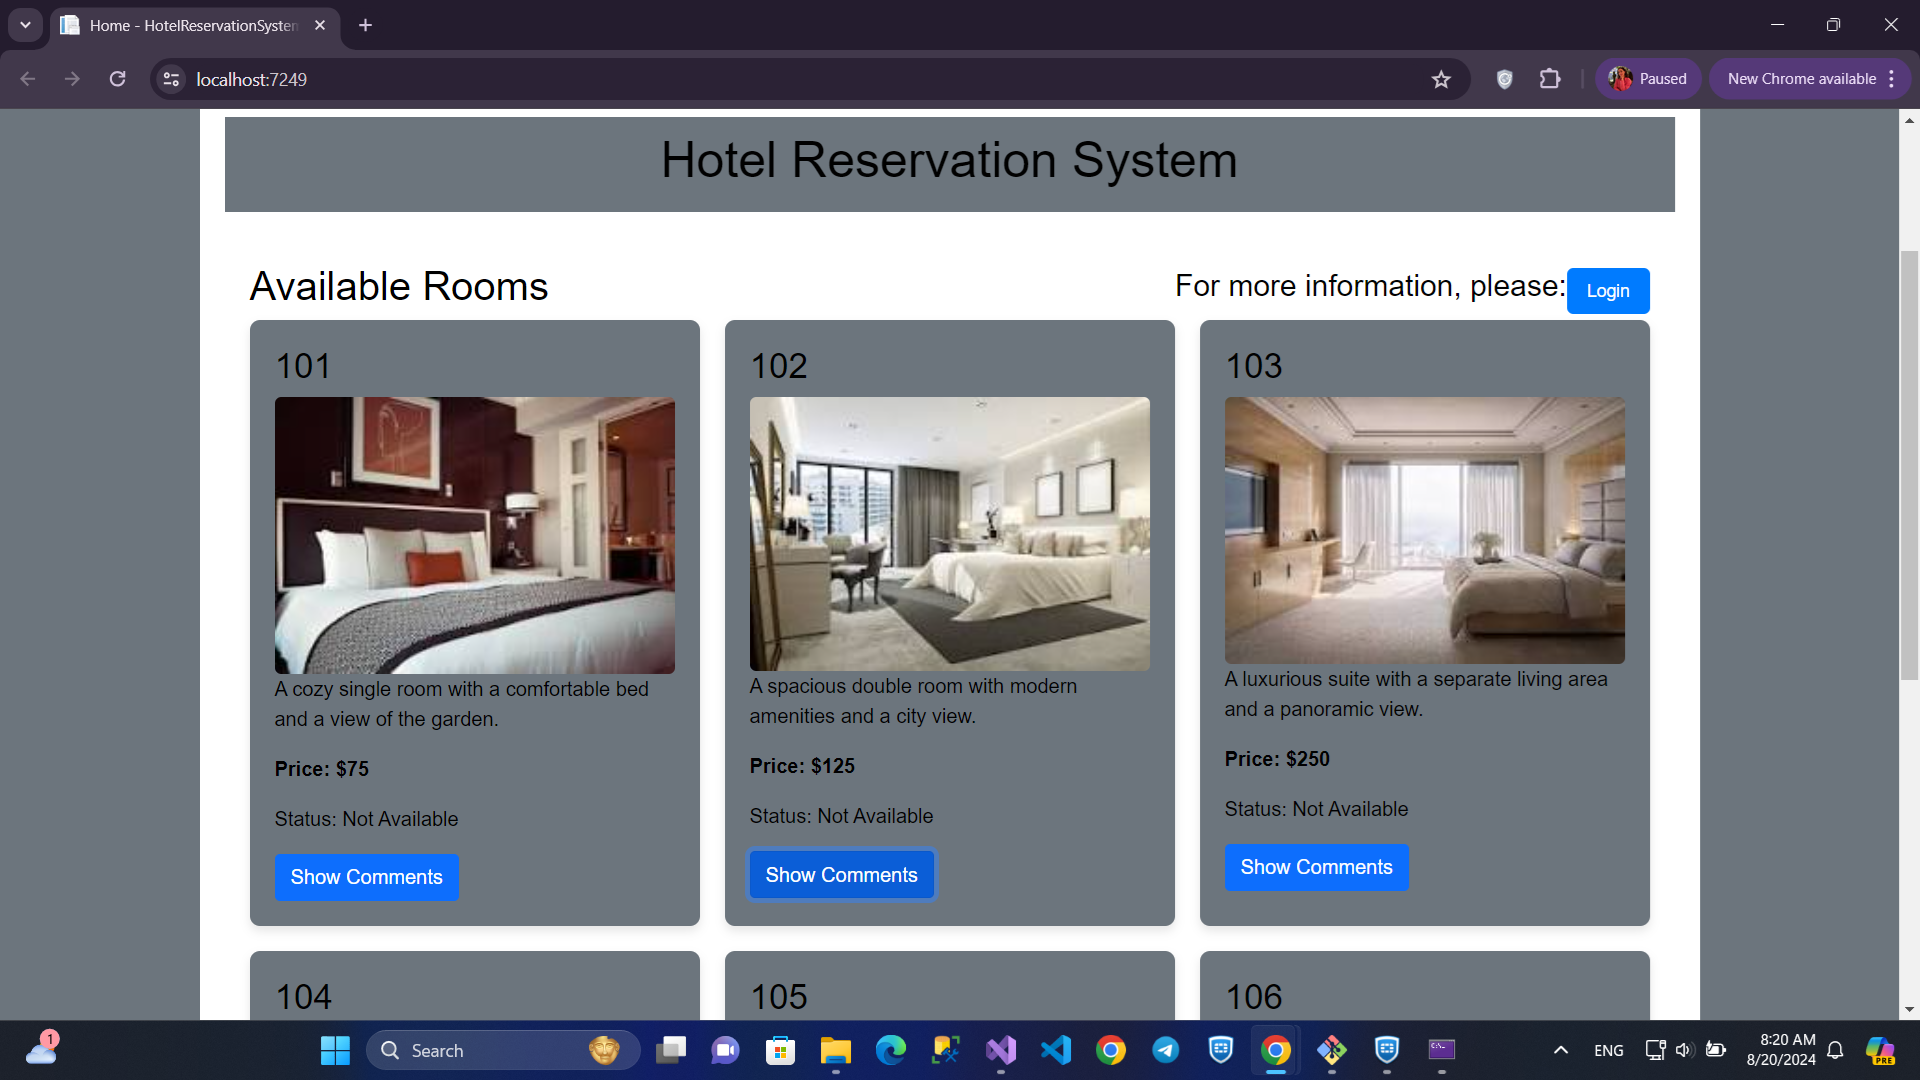 Home - HotelReservationSystem
localhost:7249
Paused
New Chrome available
Hotel Reservation System
Available Rooms
For more information, please:
Login
101
102
103
A cozy single room with a comfortable bed
and a view of the garden.
Price: $75
Status: Not Available
Show Comments
A spacious double room with modern
amenities and a city view.
Price: $125
Status: Not Available
Show Comments
A luxurious suite with a separate living area
and a panoramic view.
Price: $250
Status: Not Available
Show Comments
104
105
106
1
Search
ENG
8:20 AM
8/20/2024
PRE